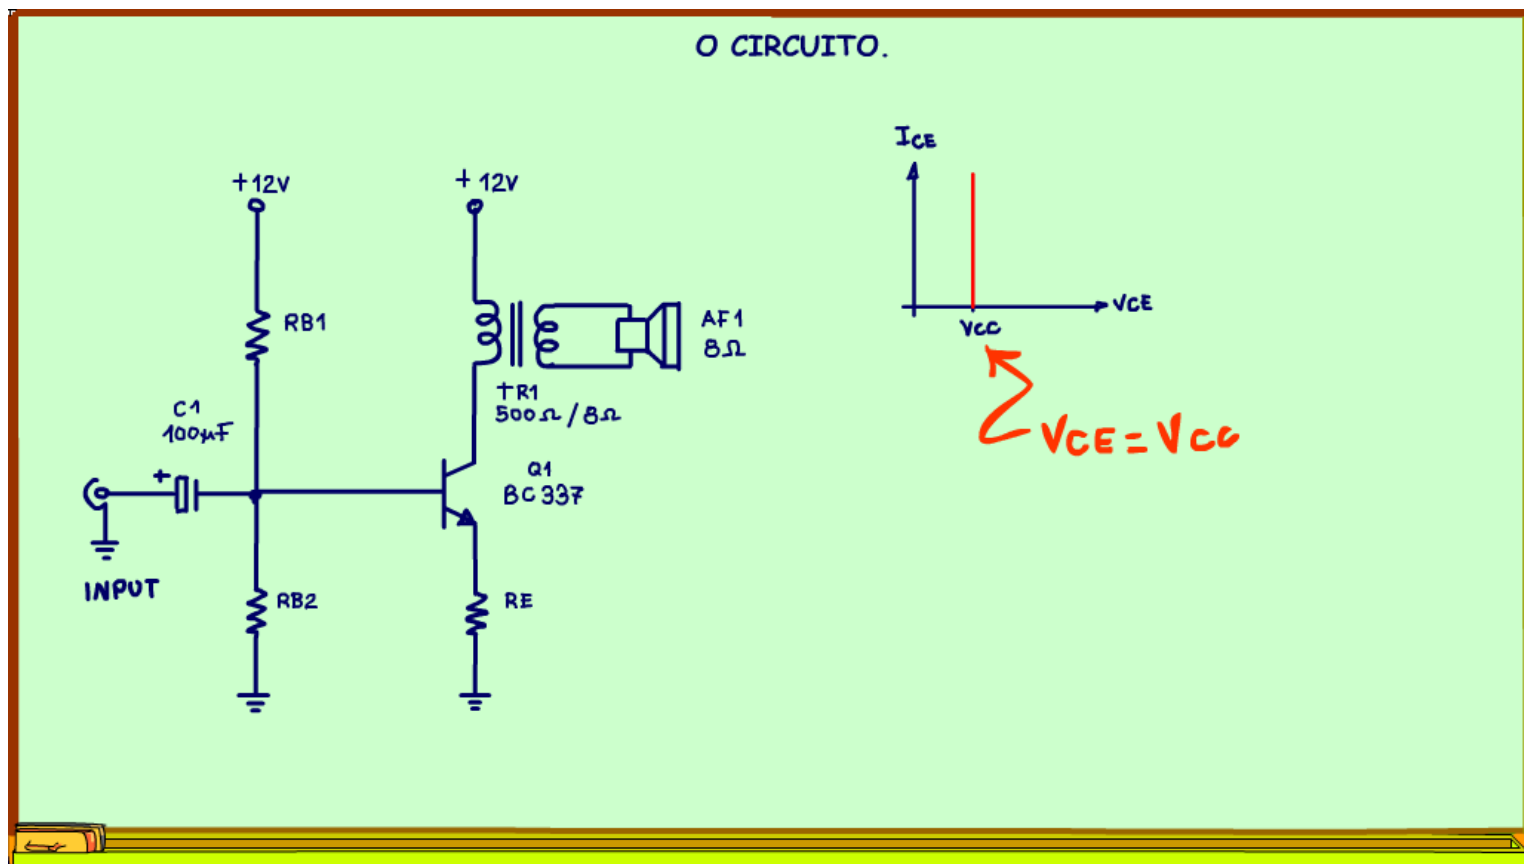 O CIRCUITO.
+12V
+12V
RB1
C1
100µF
+
INPUT
RB2
TR1
500Ω/8Ω
AF1
8Ω
Q1
BC337
RE
ICE
VCE
VCC
VCE=VCC